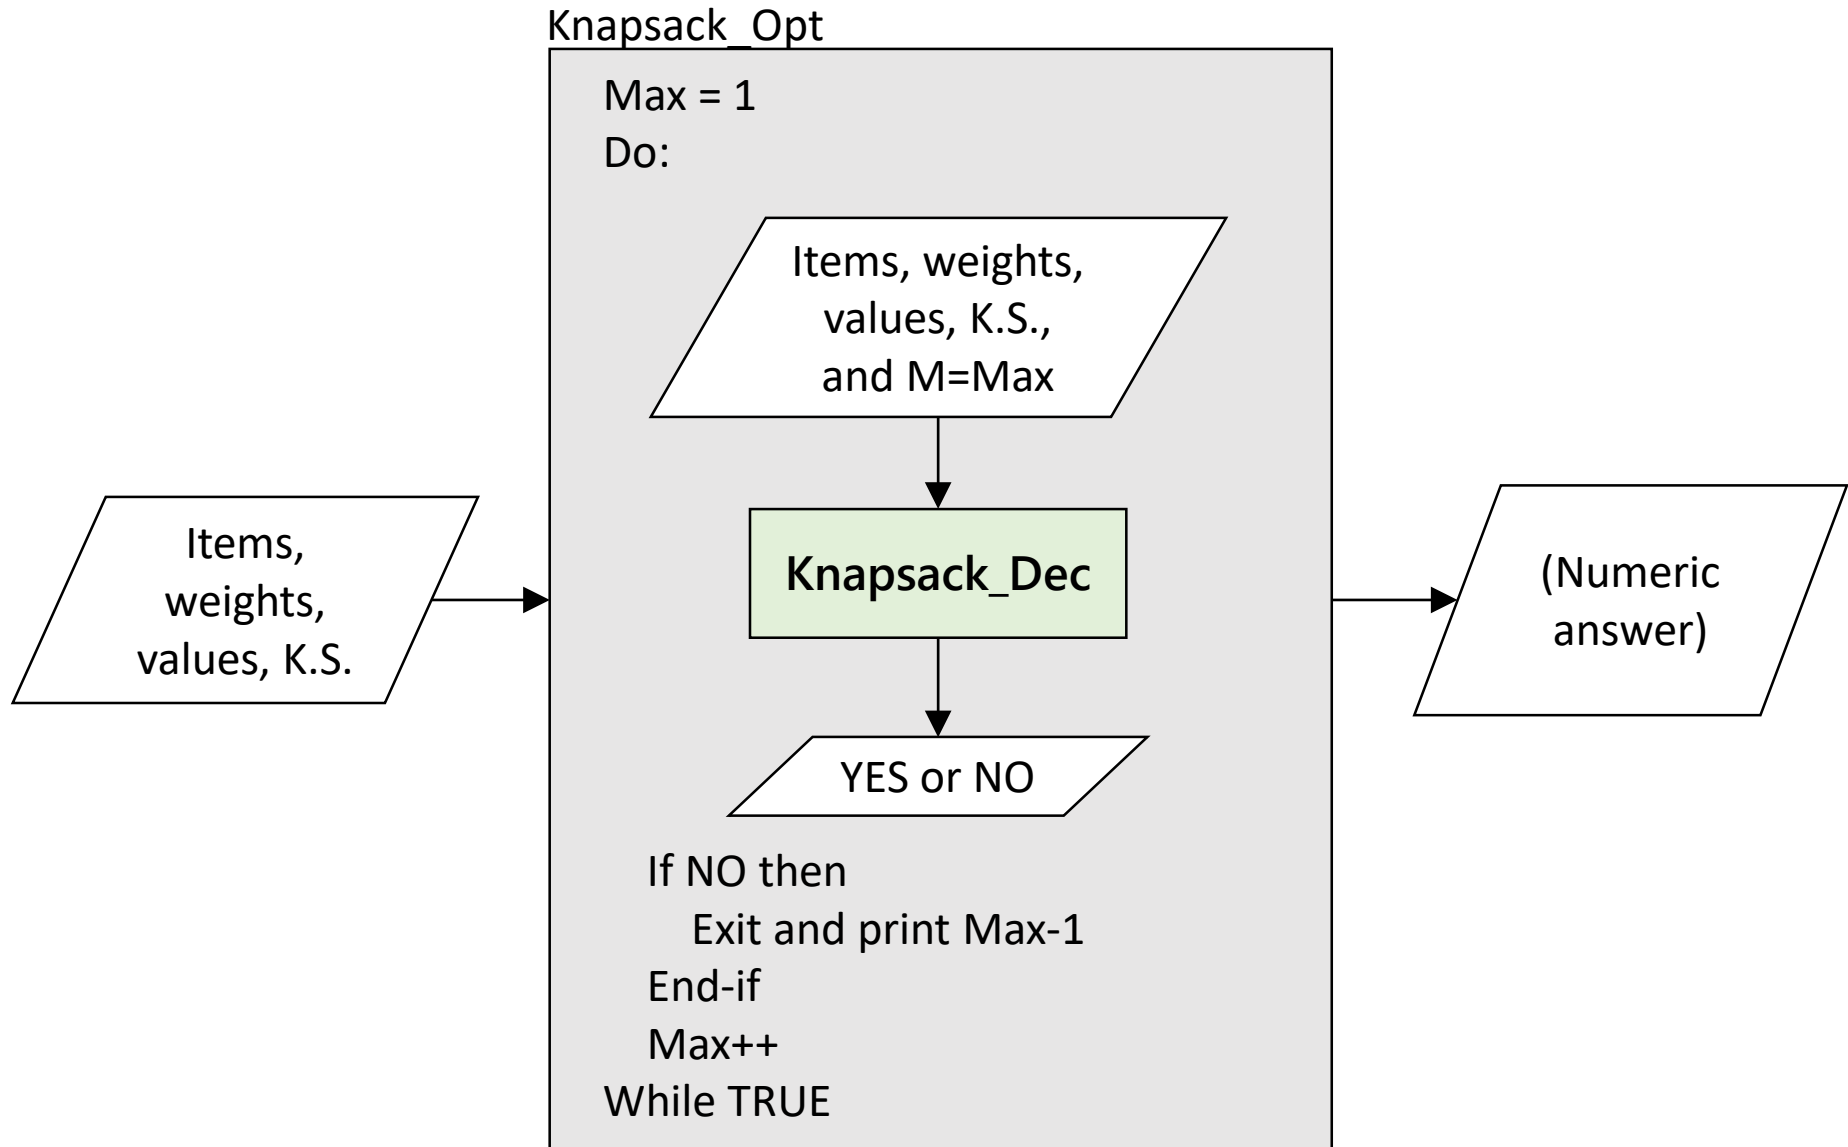 Knapsack_Opt
Max = 1
Do:
Items, weights,
values, K.S.,
and M=Max
Knapsack_Dec
YES or NO
If NO then
Exit and print Max-1
End-if
Max++
While TRUE
Items,
weights,
values, K.S.
(Numeric
answer)